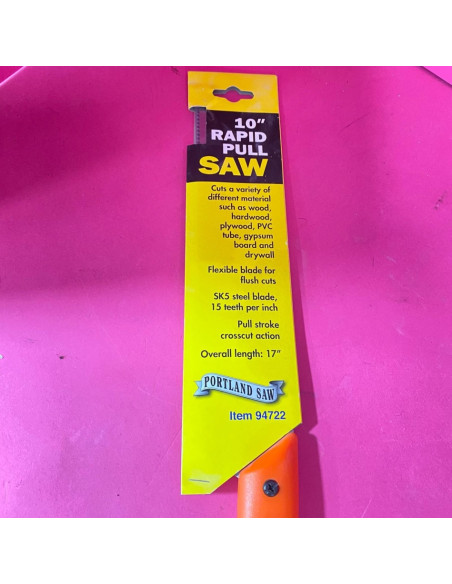 10"
RAPID
PULL
SAW
Cuts a variety of
different material
such as wood,
hardwood,
plywood, PVC
tube, gypsum
board and
drywall
Flexible blade for
flush cuts
SK5 steel blade,
15 teeth per inch
Pull stroke
crosscut action
Overall length: 17"
PORTLAND SAW
Item 94722